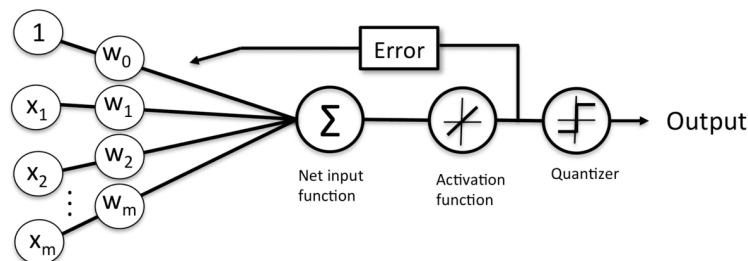 1
w₀
Error
x₁
w₁
Σ
Output
x₂
w₂
Net input
function
Activation
function
Quantizer
⋮
wₘ
xₘ